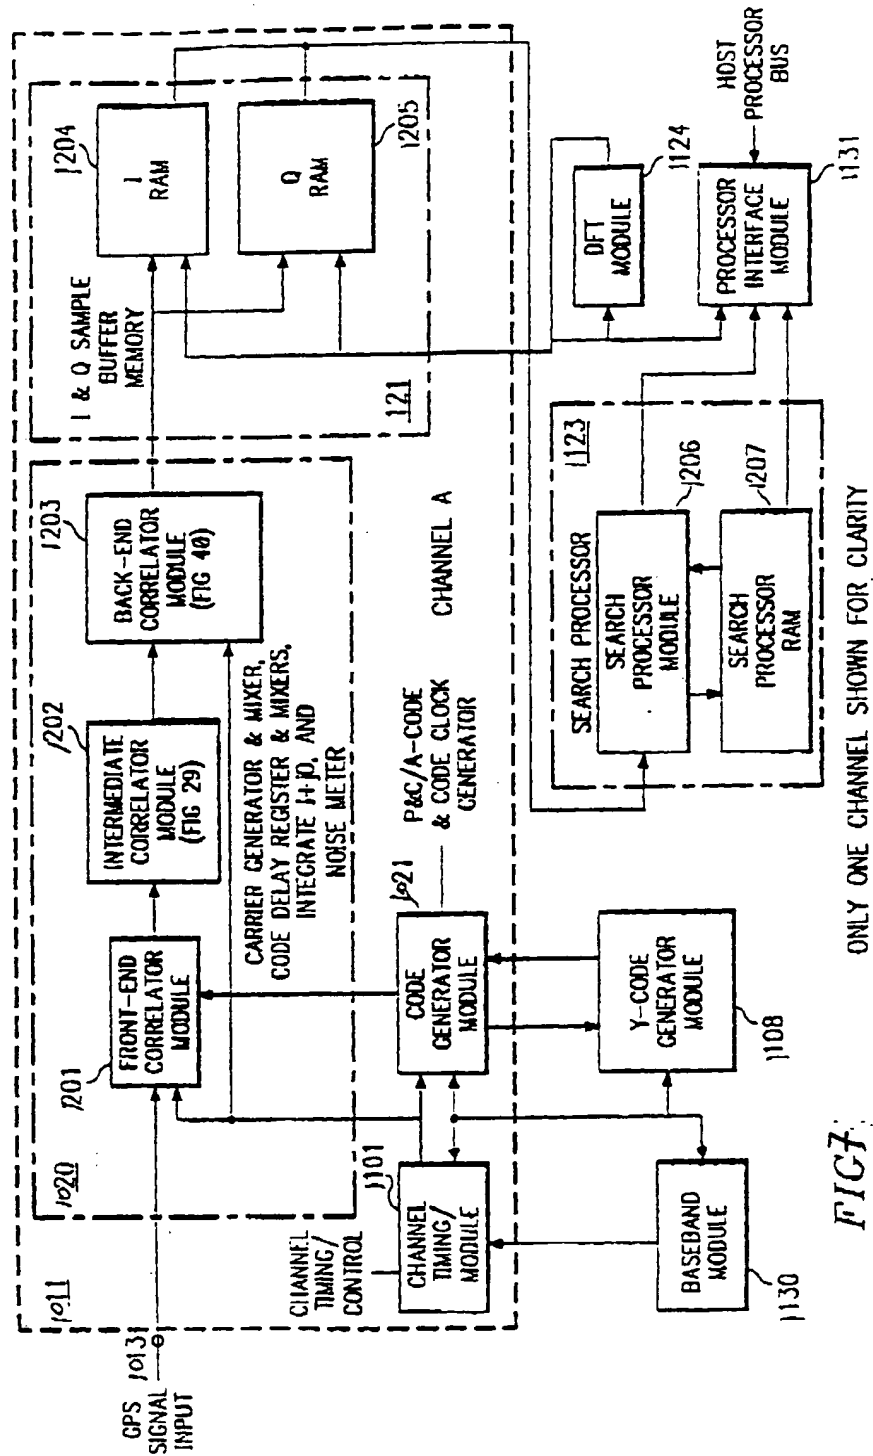 GPS
SIGNAL
INPUT
10131
1011
1020
1201
FRONT-END
CORRELATOR
MODULE
1202
INTERMEDIATE
CORRELATOR
MODULE
(FIG 29)
1203
BACK-END
CORRELATOR
MODULE
(FIG 40)
CARRIER GENERATOR & MIXER,
CODE DELAY REGISTER & MIXERS,
INTEGRATE I+jQ, AND
NOISE METER
I & Q SAMPLE
BUFFER
MEMORY
121
1204
I
RAM
1205
Q
RAM
CHANNEL
TIMING/
CONTROL
1101
CHANNEL
TIMING/
MODULE
1021
CODE
GENERATOR
MODULE
P&C/A-CODE
& CODE CLOCK
GENERATOR
CHANNEL A
BASEBAND
MODULE
1130
Y-CODE
GENERATOR
MODULE
1108
SEARCH PROCESSOR
1123
SEARCH
PROCESSOR
MODULE
1206
SEARCH
PROCESSOR
RAM
1207
DFT
MODULE
1124
PROCESSOR
INTERFACE
MODULE
1131
HOST
PROCESSOR
BUS
ONLY ONE CHANNEL SHOWN FOR CLARITY
FIG 7.